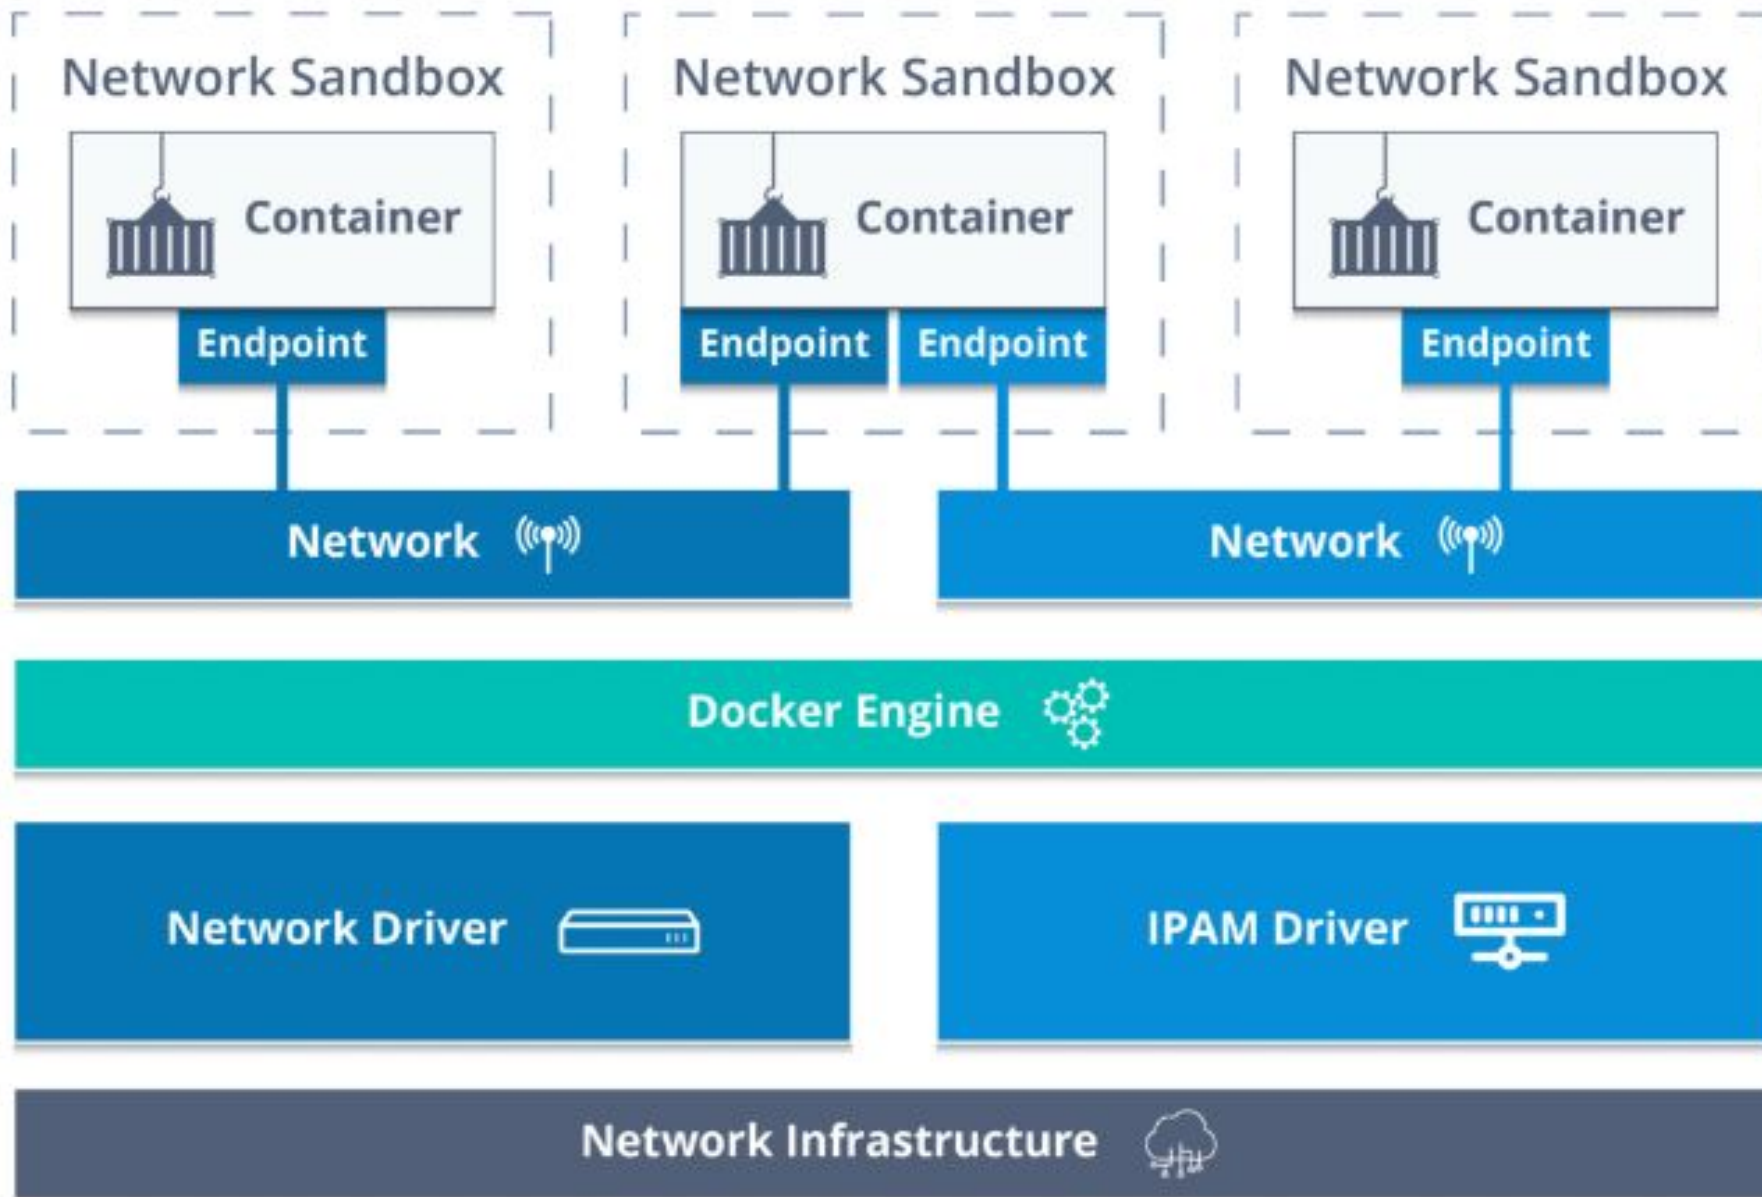 Network Sandbox Network Sandbox Network Sandbox
Container Container Container
Endpoint Endpoint Endpoint Endpoint
Network Network
Docker Engine
Network Driver IPAM Driver
Network Infrastructure